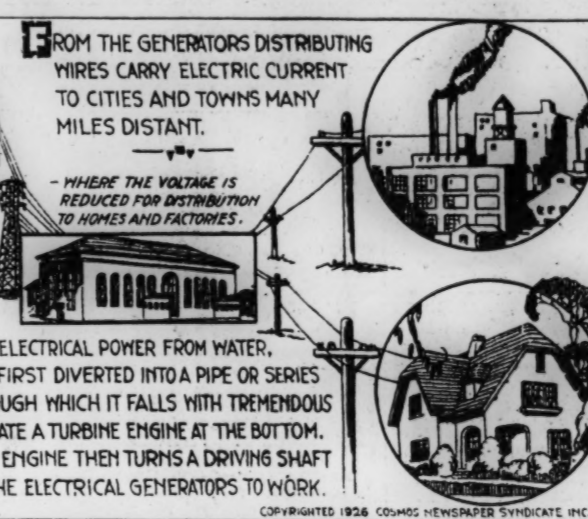 FROM THE GENERATORS DISTRIBUTING
WIRES CARRY ELECTRIC CURRENT
TO CITIES AND TOWNS MANY
MILES DISTANT.
- WHERE THE VOLTAGE IS
REDUCED FOR DISTRIBUTION
TO HOMES AND FACTORIES.
ELECTRICAL POWER FROM WATER,
FIRST DIVERTED INTO A PIPE OR SERIES
UGH WHICH IT FALLS WITH TREMENDOUS
ATE A TURBINE ENGINE AT THE BOTTOM.
ENGINE THEN TURNS A DRIVING SHAFT
HE ELECTRICAL GENERATORS TO WORK.
COPYRIGHTED 1926 COSMOS NEWSPAPER SYNDICATE INC